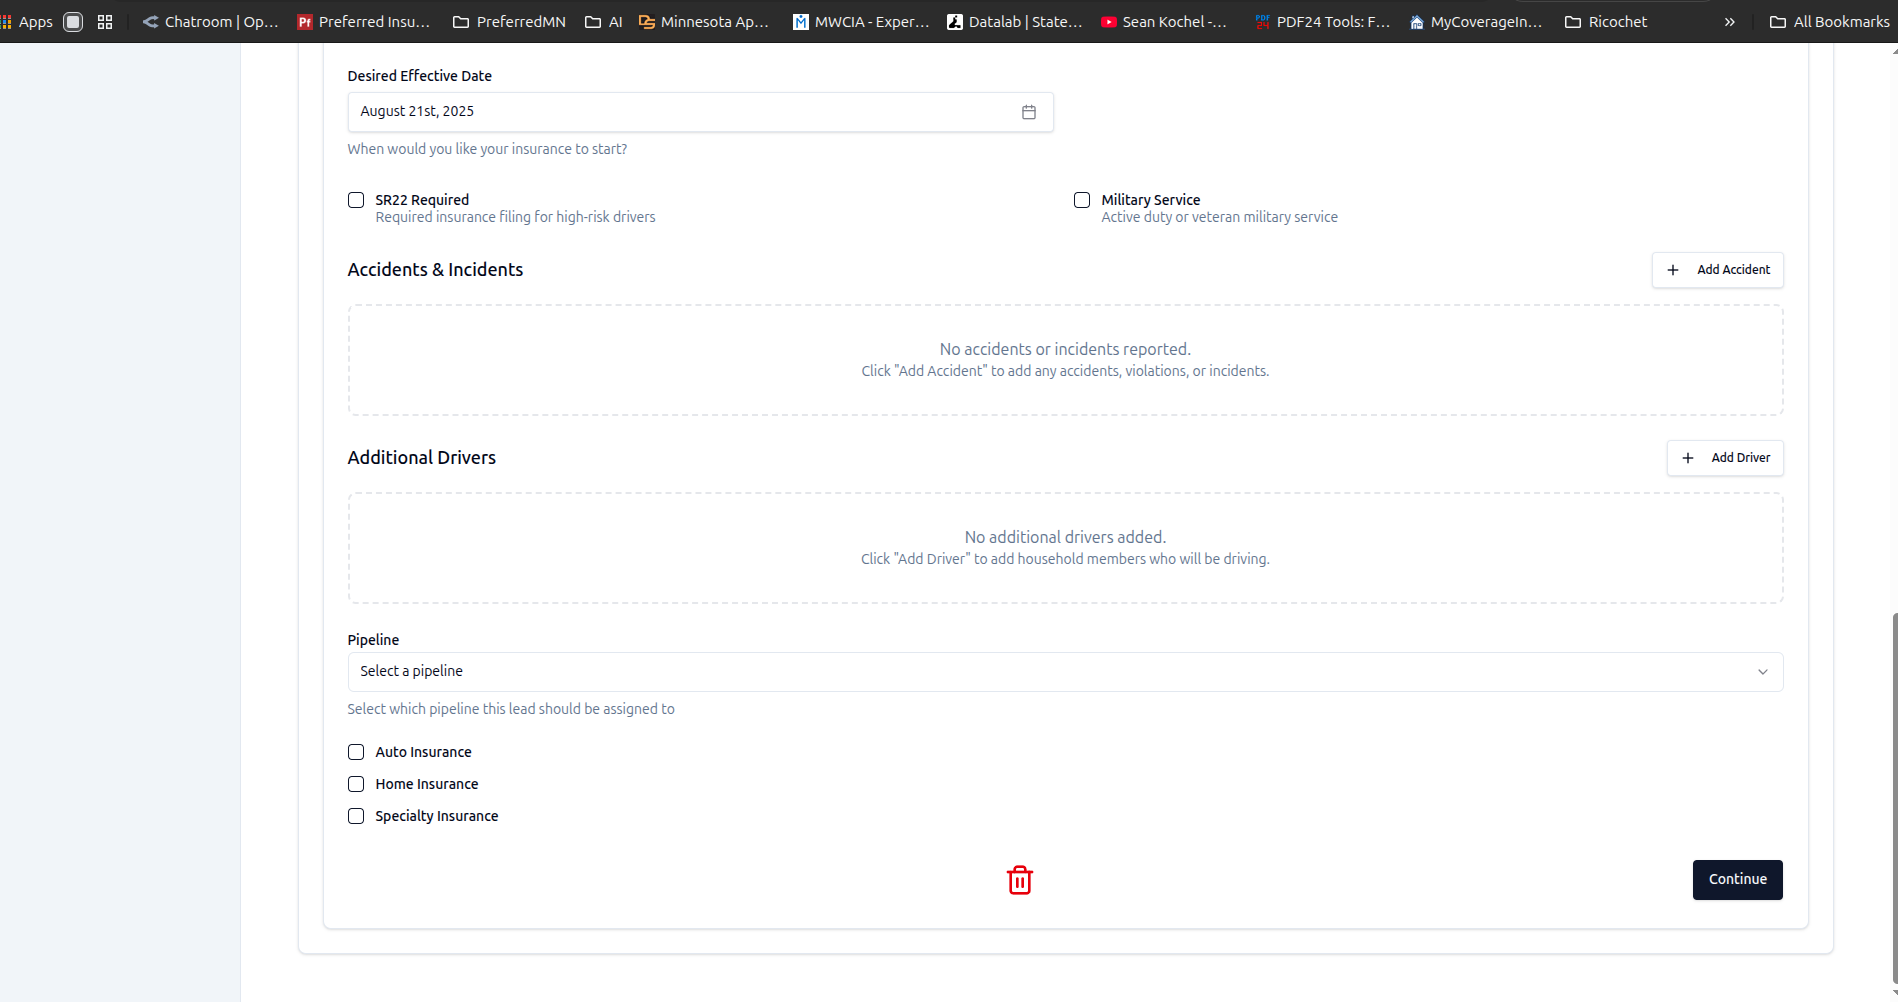 Apps
Chatroom | Op...
Preferred Insu...
PreferredMN
AI
Minnesota Ap...
MWCIA - Exper...
Datalab | State...
Sean Kochel -...
PDF24 Tools: F...
MyCoverageIn...
Ricochet
»
All Bookmarks
Desired Effective Date
August 21st, 2025
When would you like your insurance to start?
SR22 Required
Required insurance filing for high-risk drivers
Military Service
Active duty or veteran military service
Accidents & Incidents
+ Add Accident
No accidents or incidents reported.
Click "Add Accident" to add any accidents, violations, or incidents.
Additional Drivers
+ Add Driver
No additional drivers added.
Click "Add Driver" to add household members who will be driving.
Pipeline
Select a pipeline
Select which pipeline this lead should be assigned to
Auto Insurance
Home Insurance
Specialty Insurance
Continue